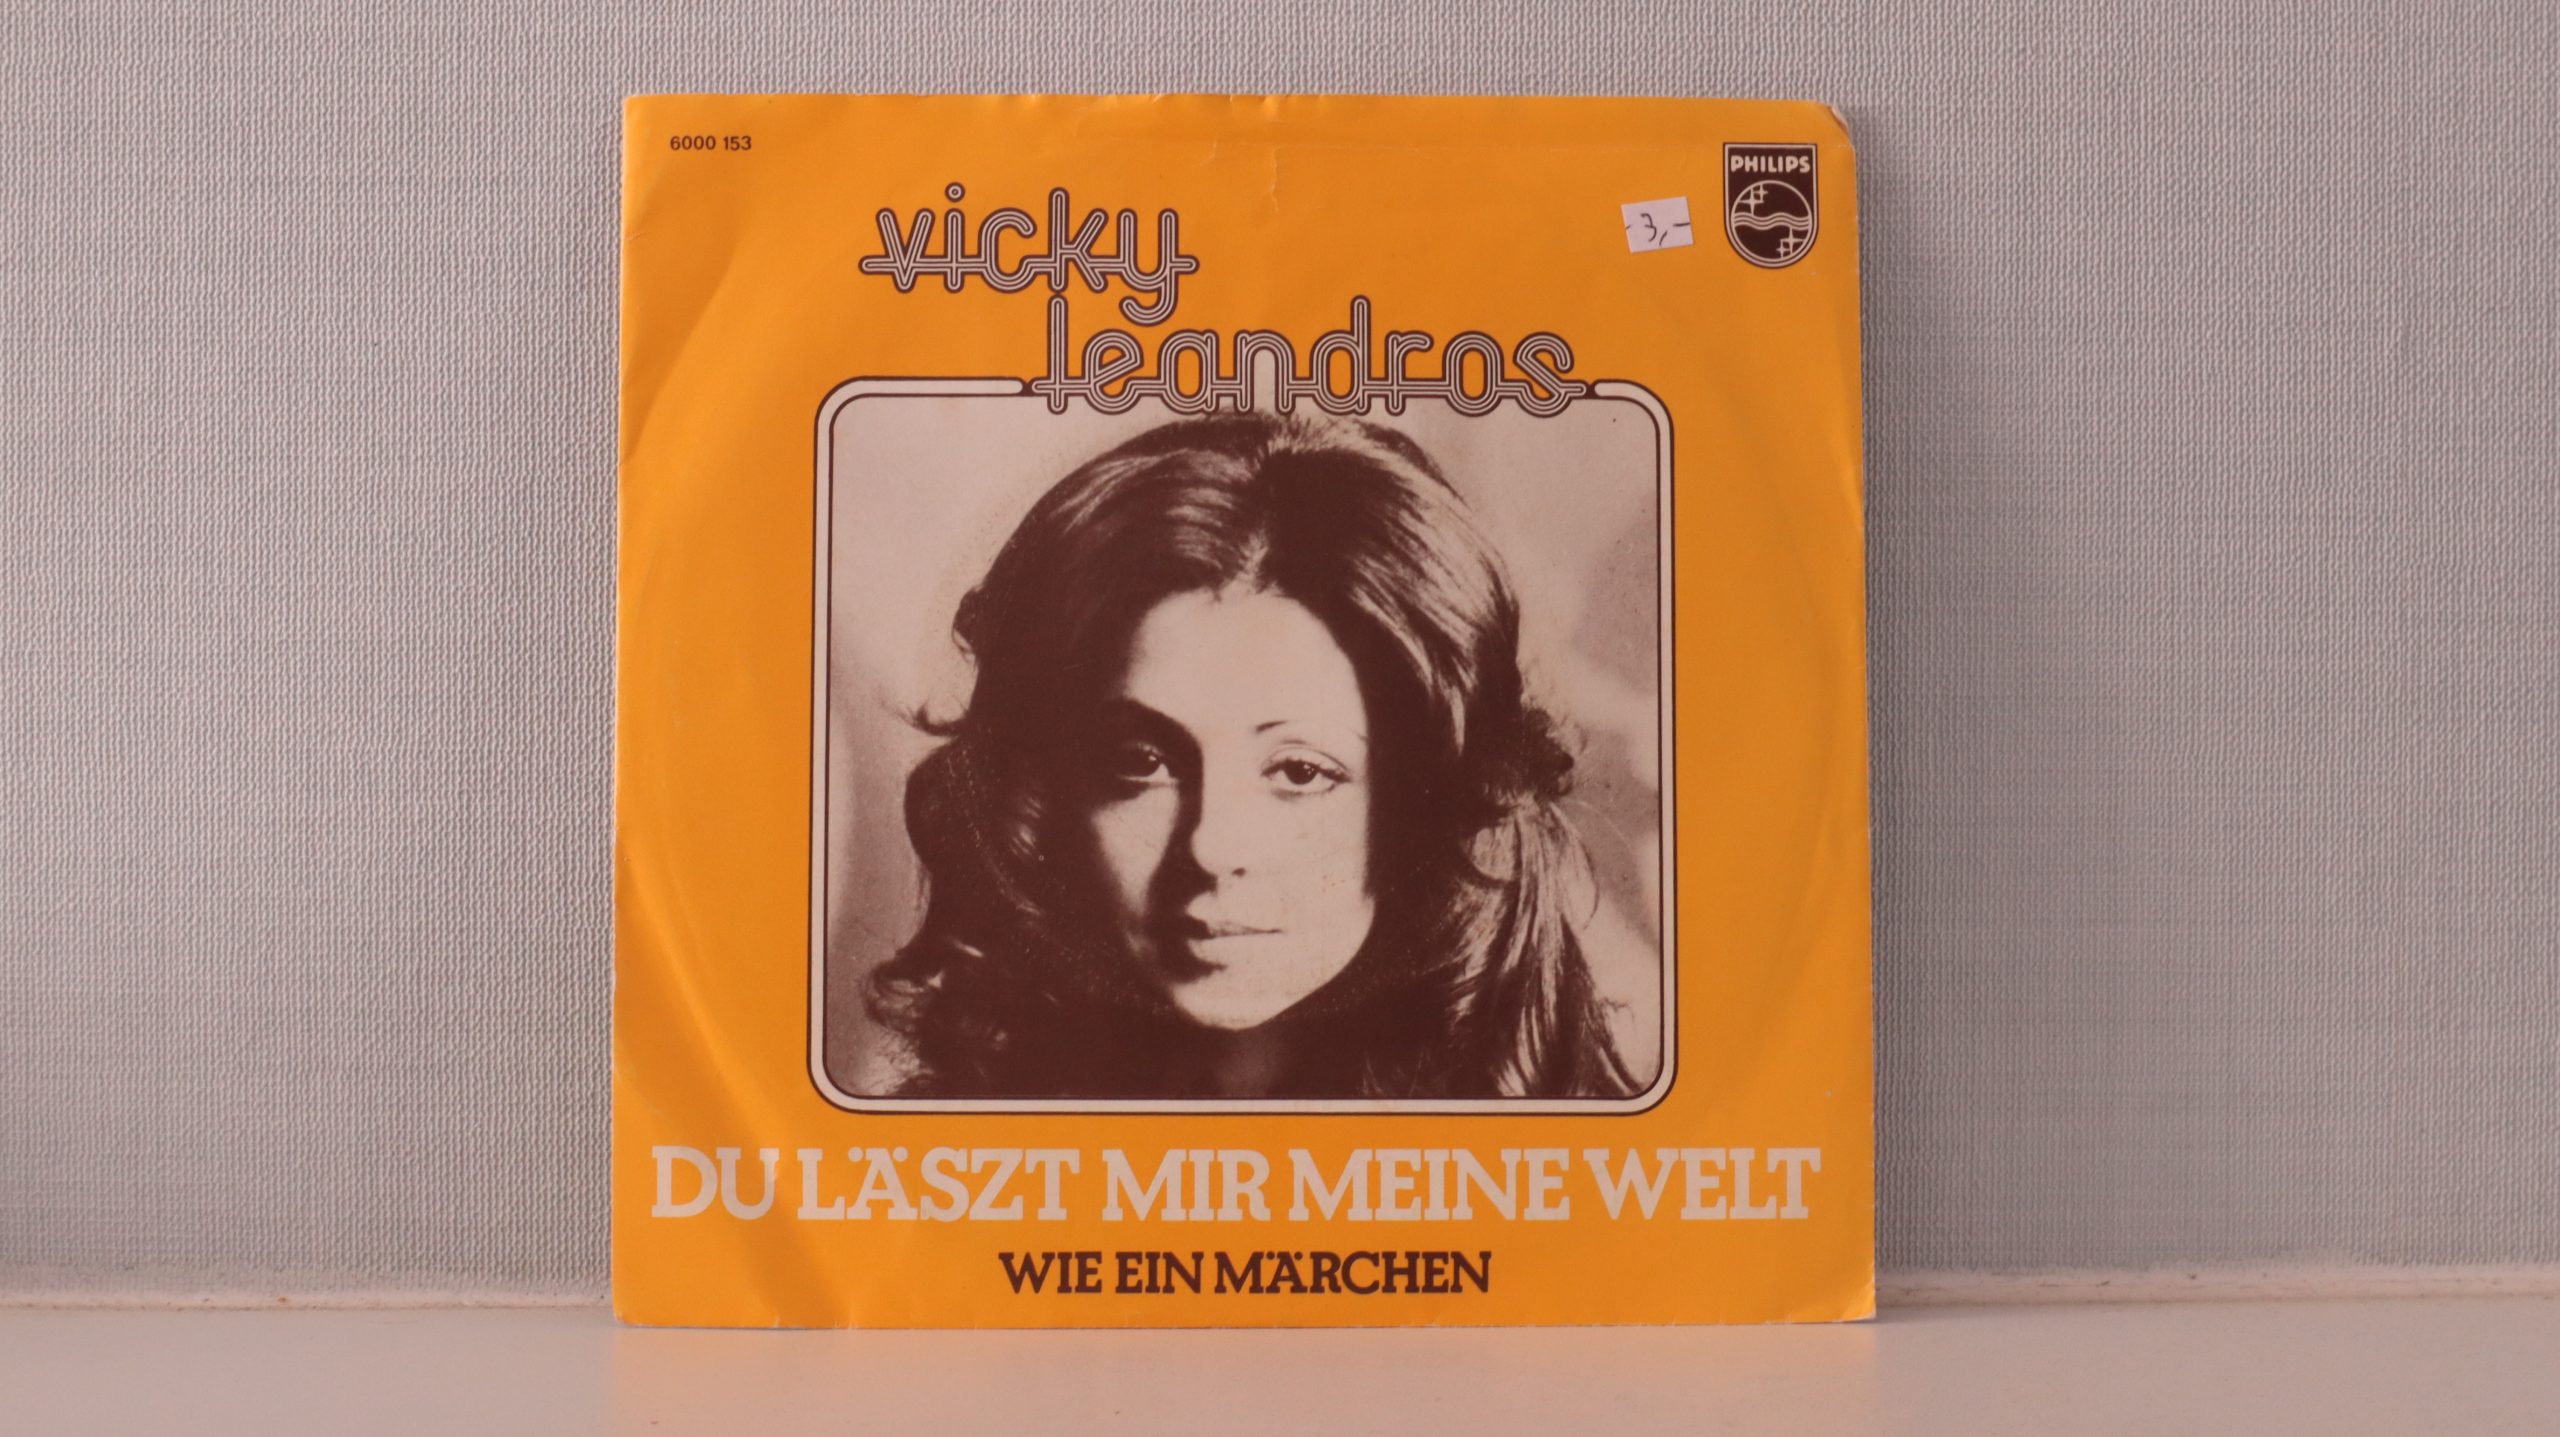 6000 153
PHILIPS
3,-
vicky
leandros
DU LÄSZT MIR MEINE WELT
WIE EIN MÄRCHEN